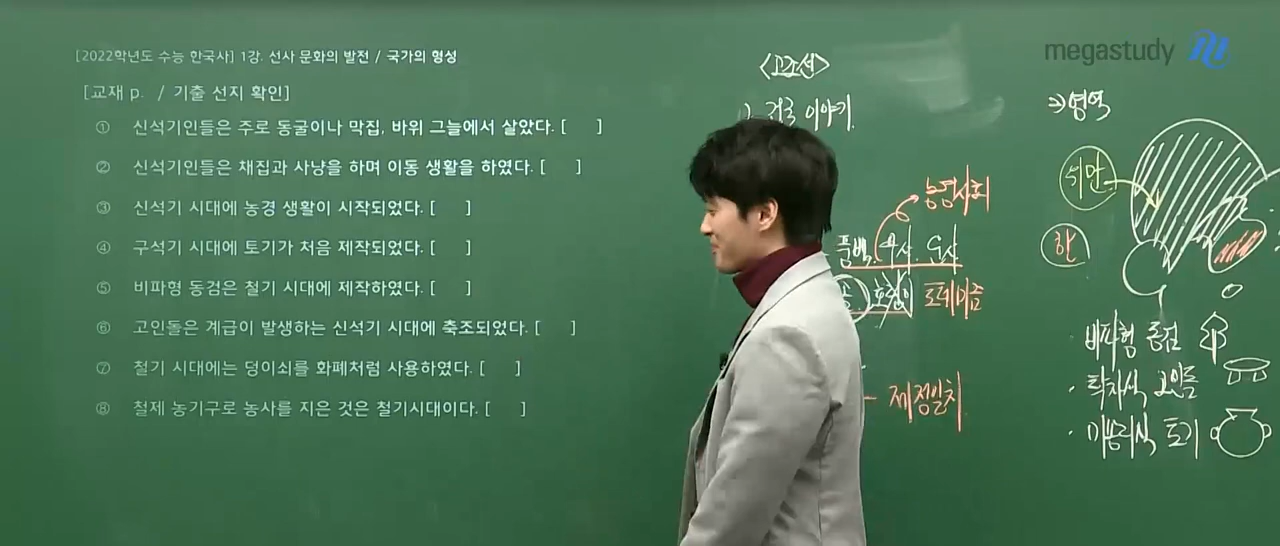 [2022학년도 수능 한국사] 1강. 선사 문화의 발전 / 국가의 형성
[교재 p.  / 기출 선지 확인]
① 신석기인들은 주로 동굴이나 막집, 바위 그늘에서 살았다. [  ]
② 신석기인들은 채집과 사냥을 하며 이동 생활을 하였다. [  ]
③ 신석기 시대에 농경 생활이 시작되었다. [  ]
④ 구석기 시대에 토기가 처음 제작되었다. [  ]
⑤ 비파형 동검은 철기 시대에 제작하였다. [  ]
⑥ 고인돌은 계급이 발생하는 신석기 시대에 축조되었다. [  ]
⑦ 철기 시대에는 덩이쇠를 화폐처럼 사용하였다. [  ]
⑧ 철제 농기구로 농사를 지은 것은 철기시대이다. [  ]
<고조선>
1) 건국 이야기
농경사회
풍백. 우사. 운사
토테미즘
- 제정일치
megastudy
⇒ 영역
위만
한
· 비파형 동검
· 탁자식 고인돌
· 미송리식 토기